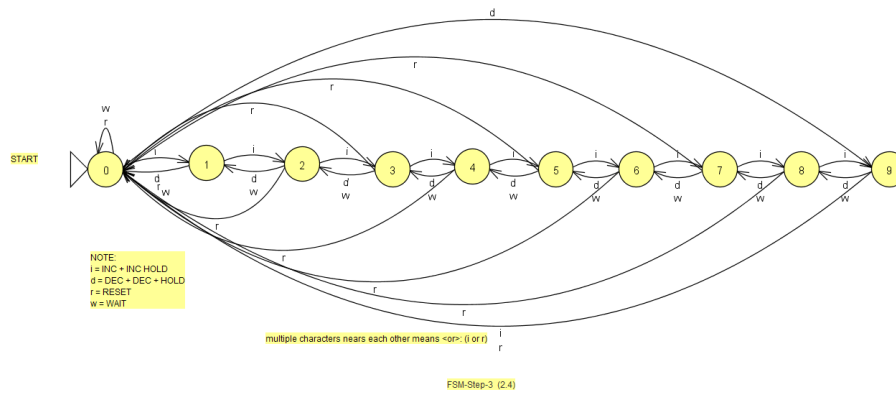 d
r
r
r
w
r
i
i
i
i
i
i
i
i
i
START
0
1
2
3
4
5
6
7
8
9
d
r
w
d
w
d
w
d
w
d
w
d
w
d
w
d
w
d
w
r
r
r
r
i
r
NOTE:
i = INC + INC HOLD
d = DEC + DEC + HOLD
r = RESET
w = WAIT
multiple characters nears each other means <or>: (i or r)
FSM-Step-3 (2.4)